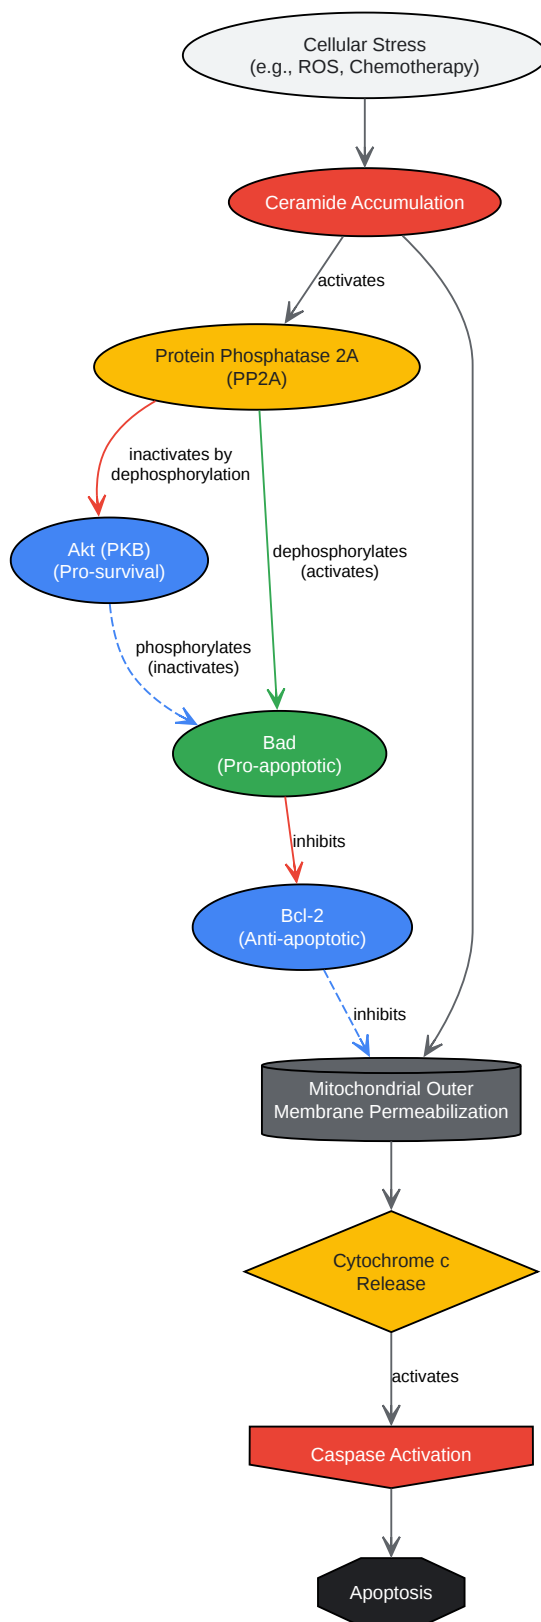 Cellular Stress
(e.g., ROS, Chemotherapy)
Ceramide Accumulation
activates
Protein Phosphatase 2A
(PP2A)
inactivates by
dephosphorylation
dephosphorylates
(activates)
Akt (PKB)
(Pro-survival)
phosphorylates
(inactivates)
Bad
(Pro-apoptotic)
inhibits
Bcl-2
(Anti-apoptotic)
inhibits
Mitochondrial Outer
Membrane Permeabilization
Cytochrome c
Release
activates
Caspase Activation
Apoptosis